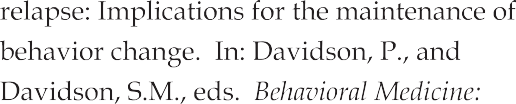 relapse: Implications for the maintenance of
behavior change.  In: Davidson, P., and
Davidson, S.M., eds.  Behavioral Medicine: